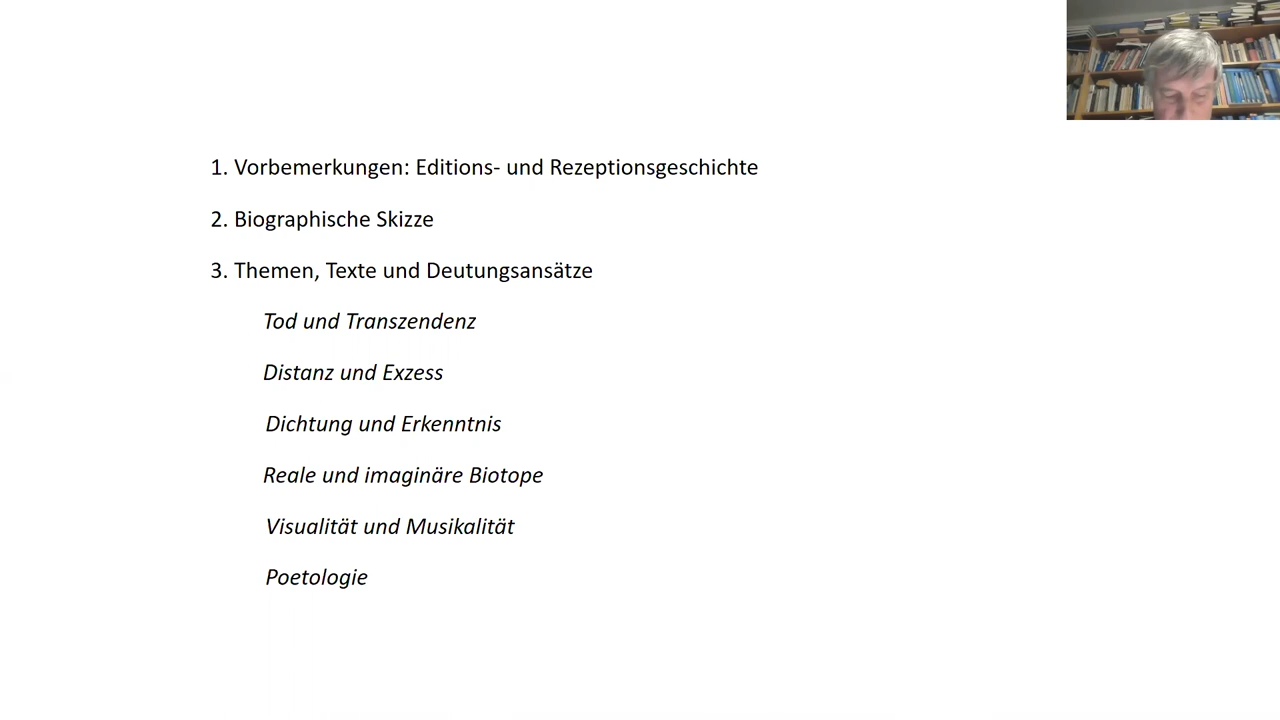 1. Vorbemerkungen: Editions- und Rezeptionsgeschichte
2. Biographische Skizze
3. Themen, Texte und Deutungsansätze
Tod und Transzendenz
Distanz und Exzess
Dichtung und Erkenntnis
Reale und imaginäre Biotope
Visualität und Musikalität
Poetologie